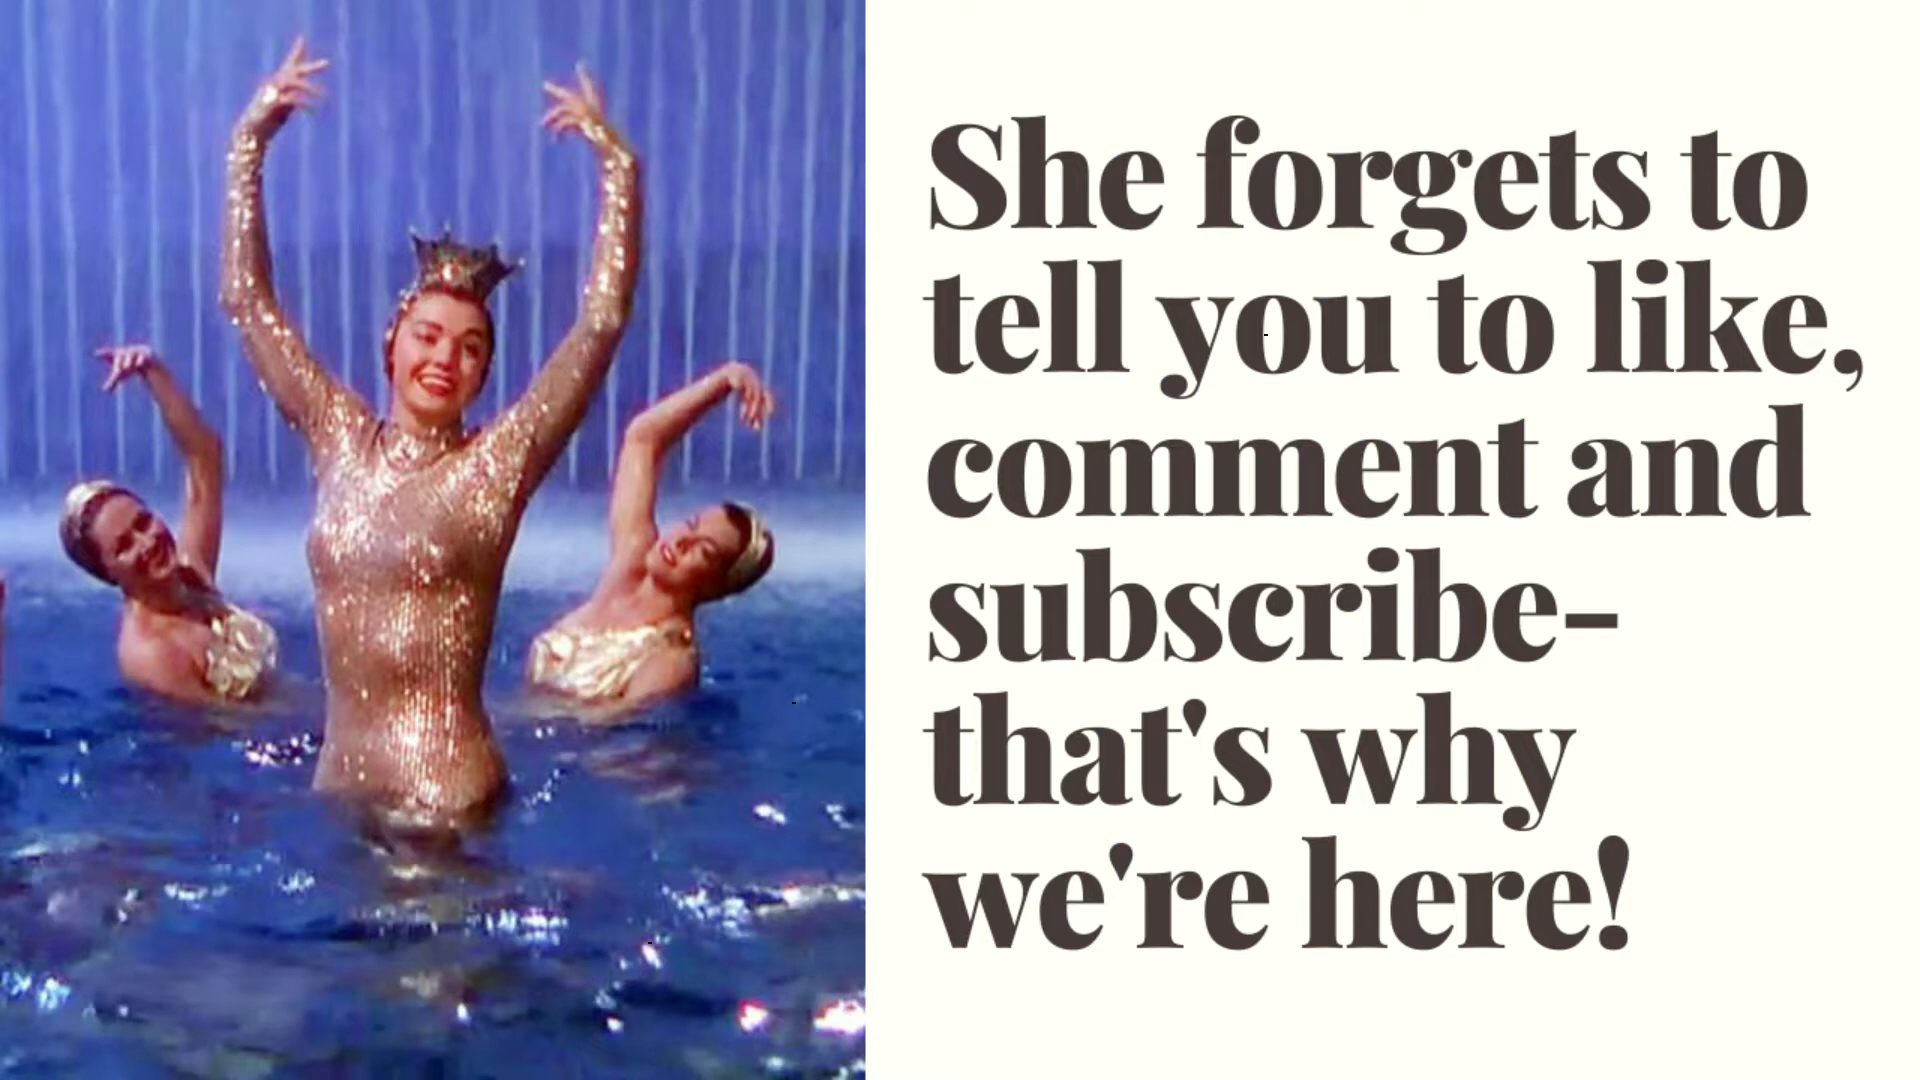 She forgets to
tell you to like,
comment and
subscribe-
that's why
we're here!